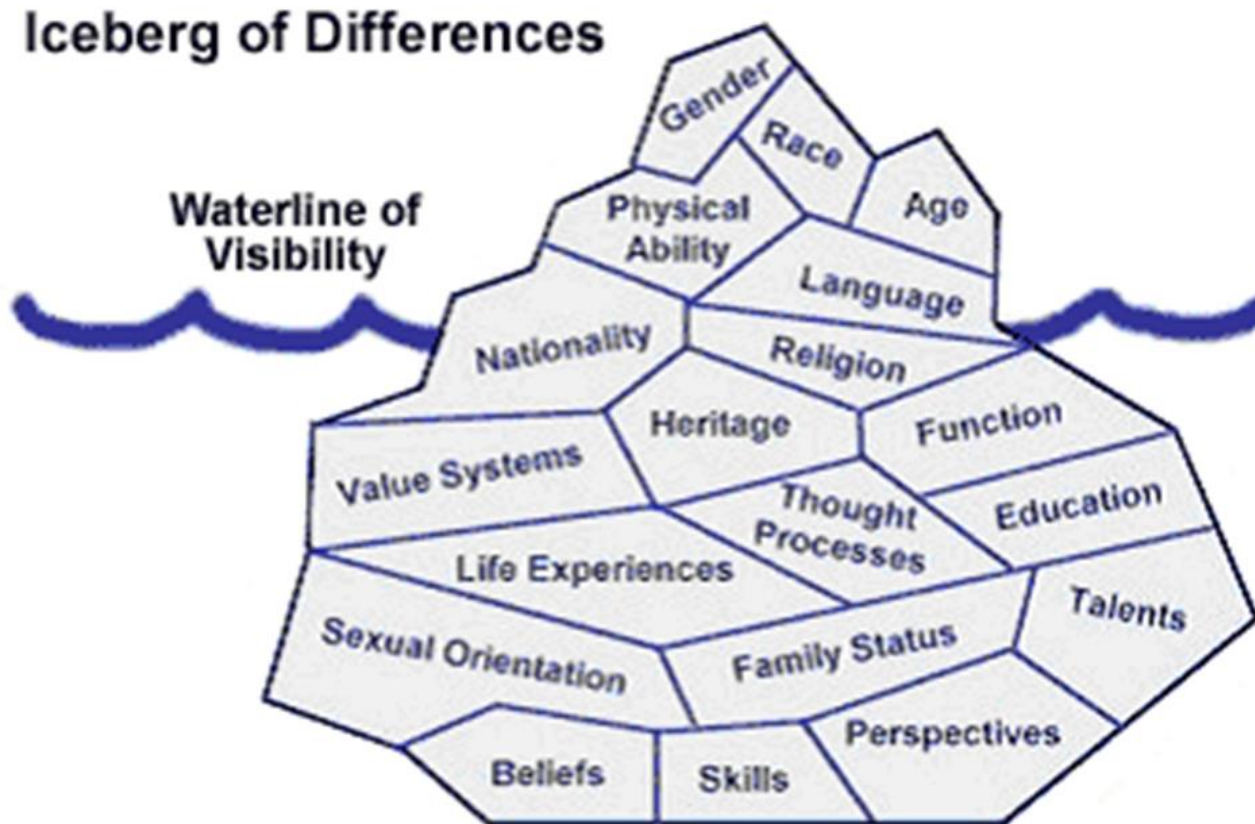 Iceberg of Differences
Gender
Race
Age
Waterline of
Visibility
Physical
Ability
Language
Nationality
Religion
Heritage
Function
Value Systems
Thought
Processes
Education
Life Experiences
Talents
Sexual Orientation
Family Status
Perspectives
Beliefs
Skills